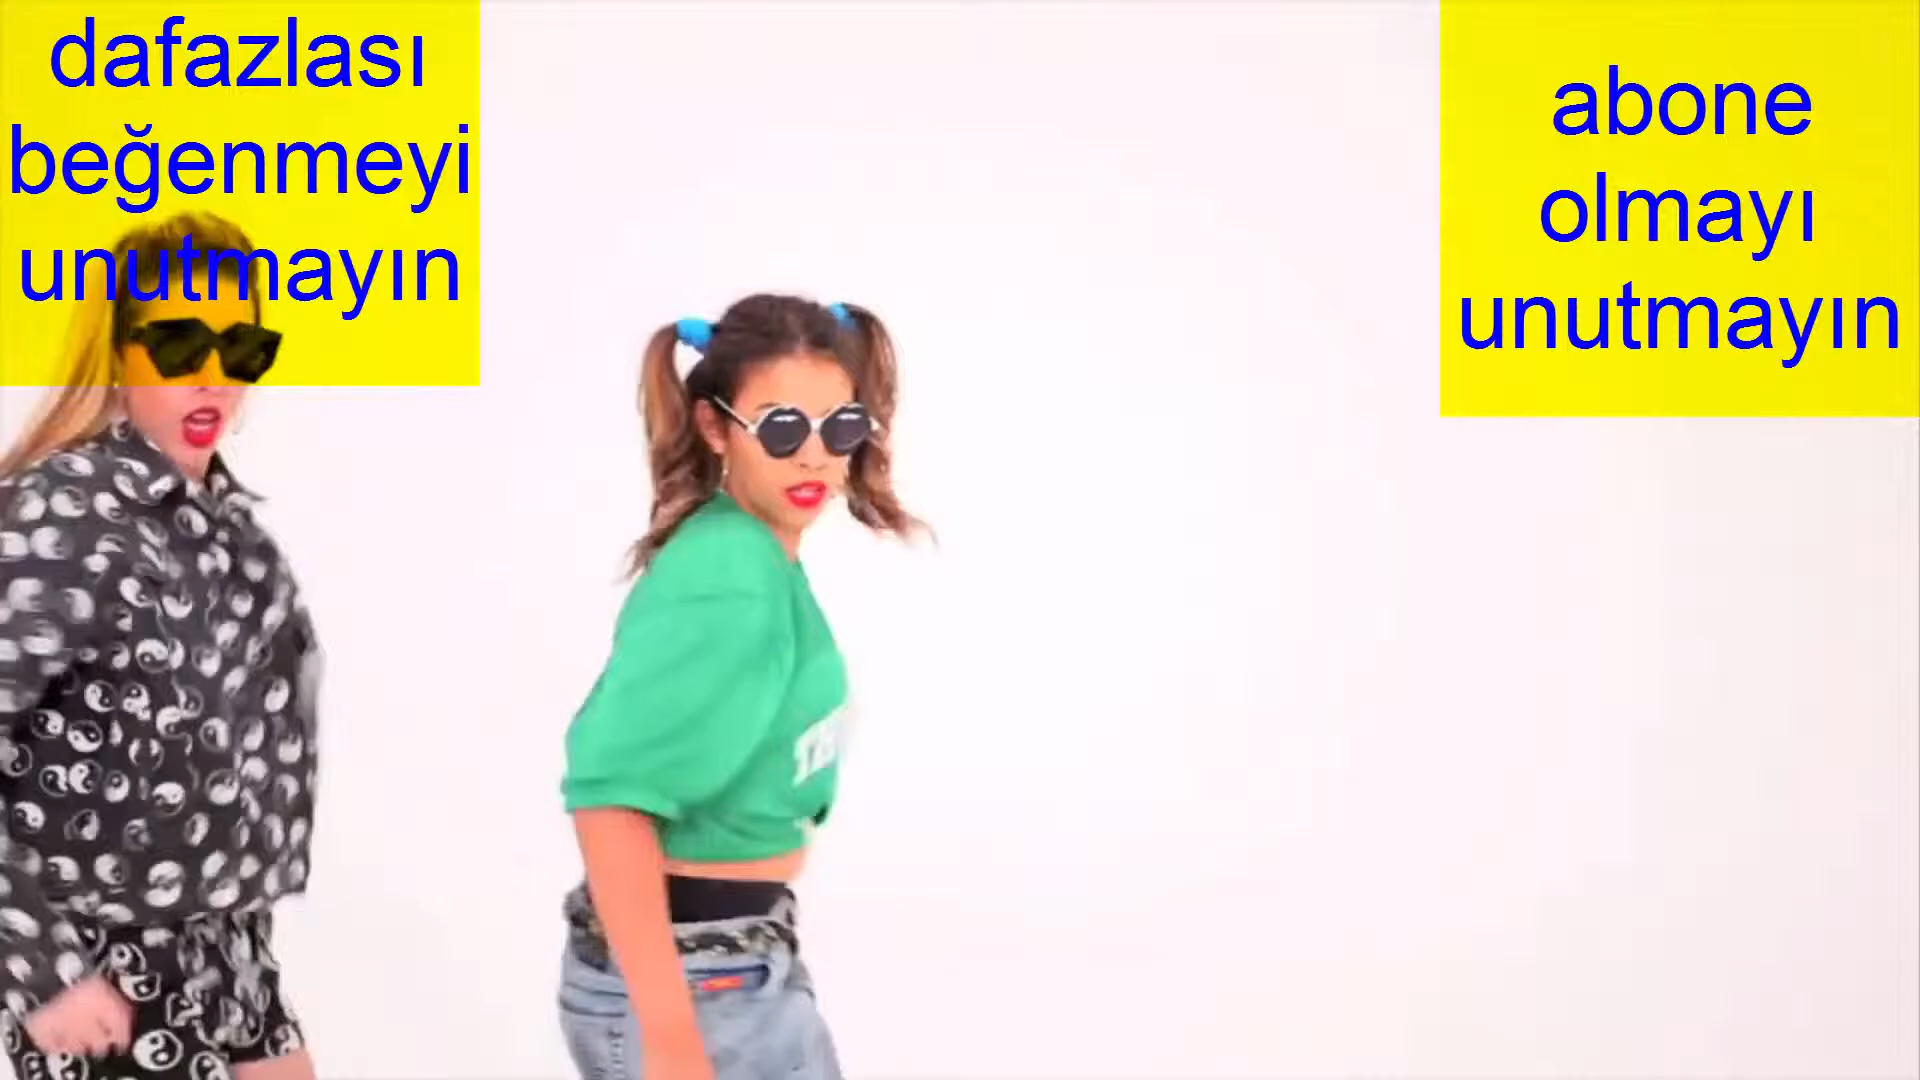 dafazlası
beğenmeyi
unutmayın
abone
olmayı
unutmayın